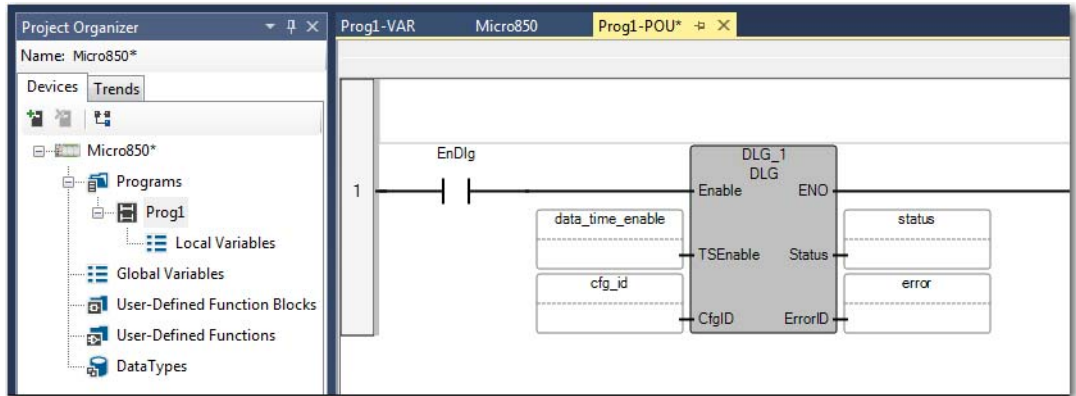 Project Organizer
Name: Micro850*
Devices Trends
Micro850*
Programs
Prog1
Local Variables
Global Variables
User-Defined Function Blocks
User-Defined Functions
DataTypes
Prog1-VAR Micro850 Prog1-POU*
1
EnDlg
DLG_1
DLG
Enable ENO
data_time_enable status
TSEnable Status
cfg_id error
CfgID ErrorID